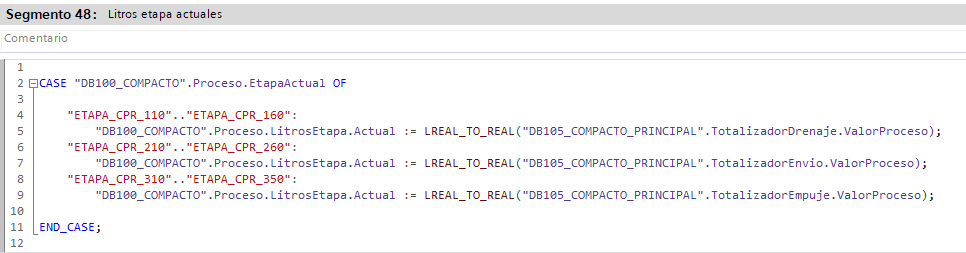 Segmento 48: Litros etapa actuales
Comentario
1
2 CASE "DB100_COMPACTO".Proceso.EtapaActual OF
3
4 "ETAPA_CPR_110".."ETAPA_CPR_160":
5 "DB100_COMPACTO".Proceso.LitrosEtapa.Actual := LREAL_TO_REAL("DB105_COMPACTO_PRINCIPAL".TotalizadorDrenaje.ValorProceso);
6 "ETAPA_CPR_210".."ETAPA_CPR_260":
7 "DB100_COMPACTO".Proceso.LitrosEtapa.Actual := LREAL_TO_REAL("DB105_COMPACTO_PRINCIPAL".TotalizadorEnvio.ValorProceso);
8 "ETAPA_CPR_310".."ETAPA_CPR_350":
9 "DB100_COMPACTO".Proceso.LitrosEtapa.Actual := LREAL_TO_REAL("DB105_COMPACTO_PRINCIPAL".TotalizadorEmpuje.ValorProceso);
10
11 END_CASE;
12